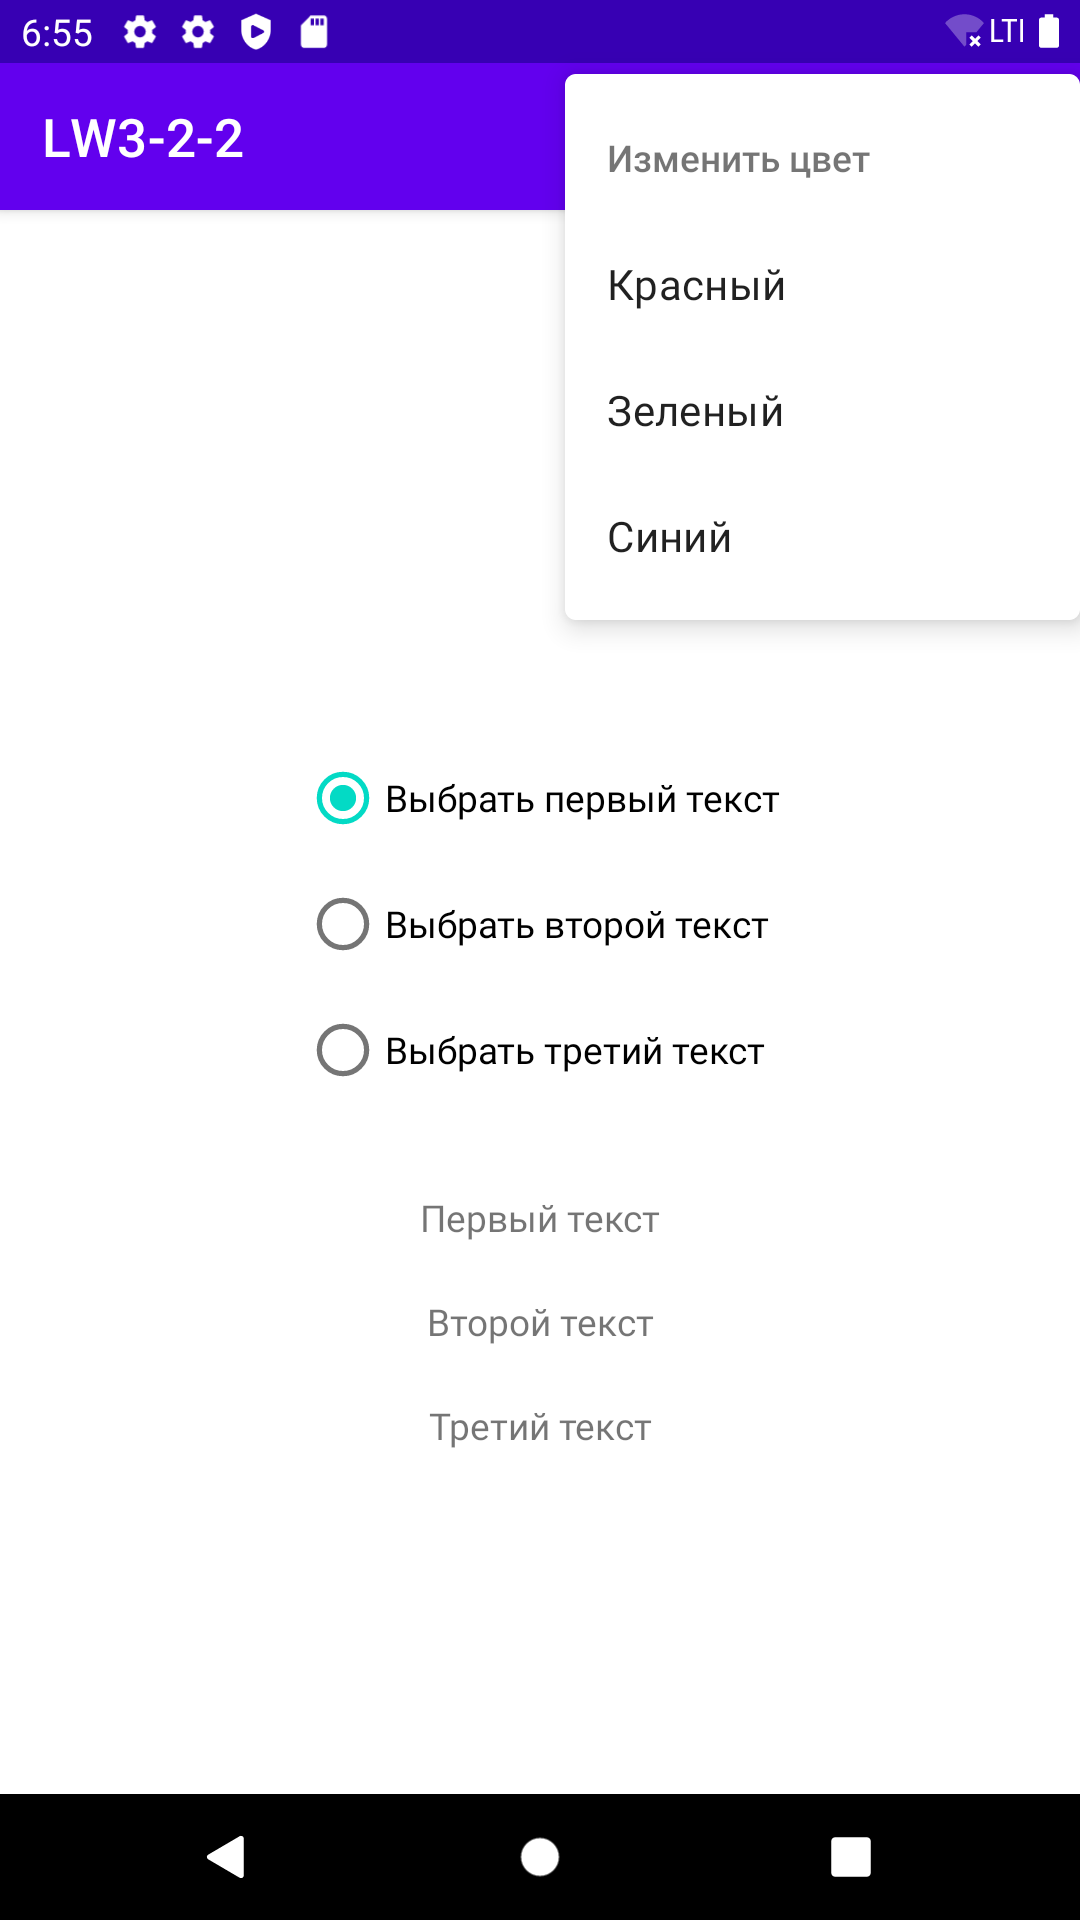 6:55
LTI
LW3-2-2
Изменить цвет
Красный
Зеленый
Синий
Выбрать первый текст
Выбрать второй текст
Выбрать третий текст
Первый текст
Второй текст
Третий текст